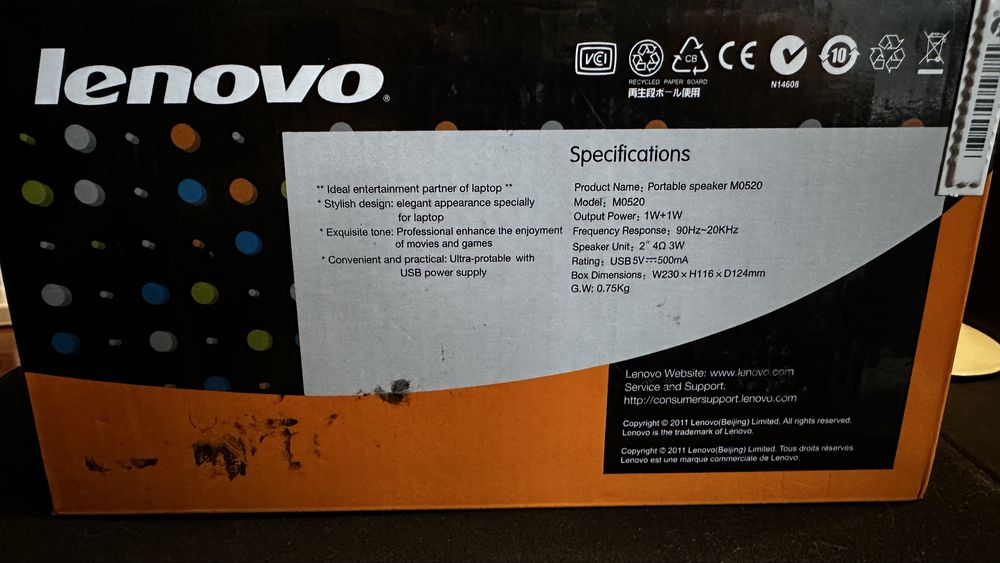 lenovo®
VCCI
CB
CE
10
RECYCLED PAPER BOARD
再生段ボール使用
N14608
Specifications
** Ideal entertainment partner of laptop **
* Stylish design: elegant appearance specially
for laptop
* Exquisite tone: Professional enhance the enjoyment
of movies and games
* Convenient and practical: Ultra-protable with
USB power supply
Product Name: Portable speaker M0520
Model: M0520
Output Power: 1W+1W
Frequency Response: 90Hz~20KHz
Speaker Unit: 2" 4Ω 3W
Rating: USB 5V⎓500mA
Box Dimensions: W230×H116×D124mm
G.W: 0.75Kg
Lenovo Website: www.lenovo.com
Service and Support:
http://consumersupport.lenovo.com
Copyright © 2011 Lenovo(Beijing) Limited, All rights reserved.
Lenovo is the trademark of Lenovo.
Copyright © 2011 Lenovo(Beijing) Limited. Tous droits réservés.
Lenovo est une marque commerciale de Lenovo.